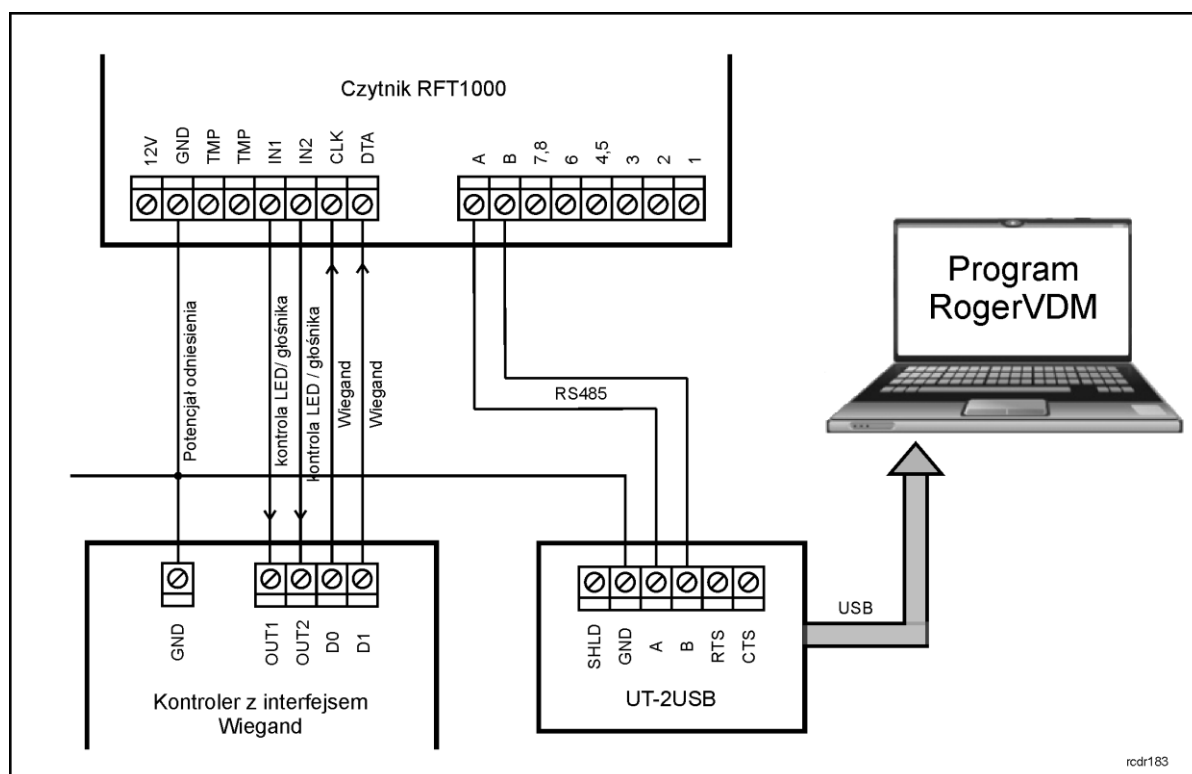 Czytnik RFT1000
12V
GND
TMP
TMP
IN1
IN2
CLK
DTA
A
B
7,8
6
4,5
3
2
1
Potencjał odniesienia
kontrola LED/ głośnika
kontrola LED / głośnika
Wiegand
Wiegand
RS485
Program
RogerVDM
USB
GND
OUT1
OUT2
D0
D1
Kontroler z interfejsem
Wiegand
SHLD
GND
A
B
RTS
CTS
UT-2USB
rcdr183